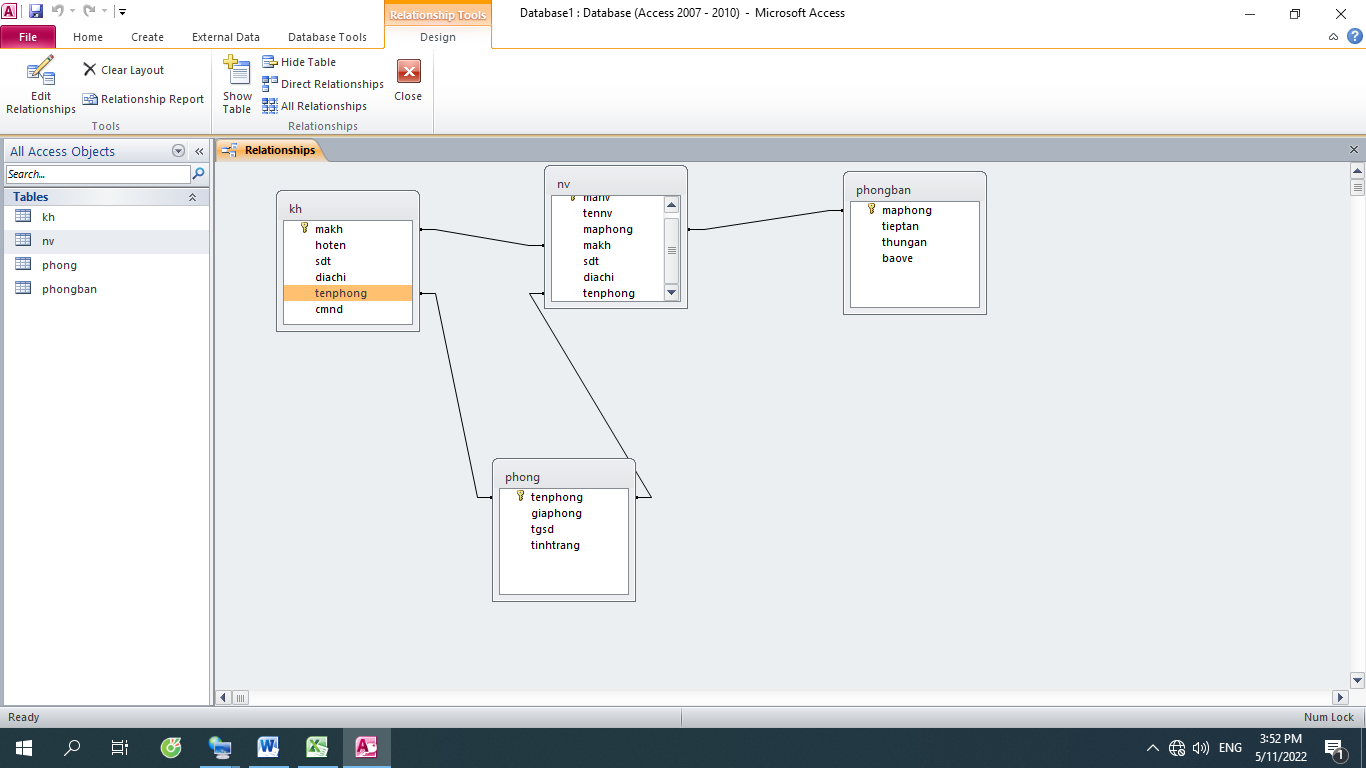 Relationship Tools
Database1 : Database (Access 2007 - 2010) - Microsoft Access
File
Home
Create
External Data
Database Tools
Design
Edit
Relationships
Clear Layout
Relationship Report
Tools
Show
Table
Hide Table
Direct Relationships
All Relationships
Relationships
Close
All Access Objects
Search...
Tables
kh
nv
phong
phongban
Relationships
kh
makh
hoten
sdt
diachi
tenphong
cmnd
nv
manv
tennv
maphong
makh
sdt
diachi
tenphong
phongban
maphong
tieptan
thungan
baove
phong
tenphong
giaphong
tgsd
tinhtrang
Ready
Num Lock
ENG
3:52 PM
5/11/2022
1